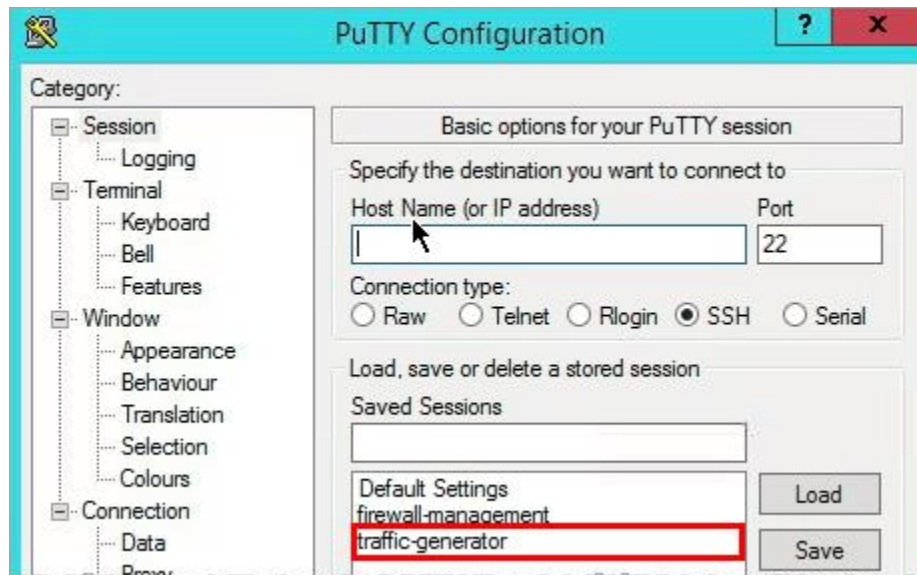 PuTTY Configuration
?
X
Category:
Session
Logging
Terminal
Keyboard
Bell
Features
Window
Appearance
Behaviour
Translation
Selection
Colours
Connection
Data
Proxy
Basic options for your PuTTY session
Specify the destination you want to connect to
Host Name (or IP address) Port
22
Connection type:
Raw Telnet Rlogin SSH Serial
Load, save or delete a stored session
Saved Sessions
Default Settings
firewall-management
traffic-generator
Load
Save